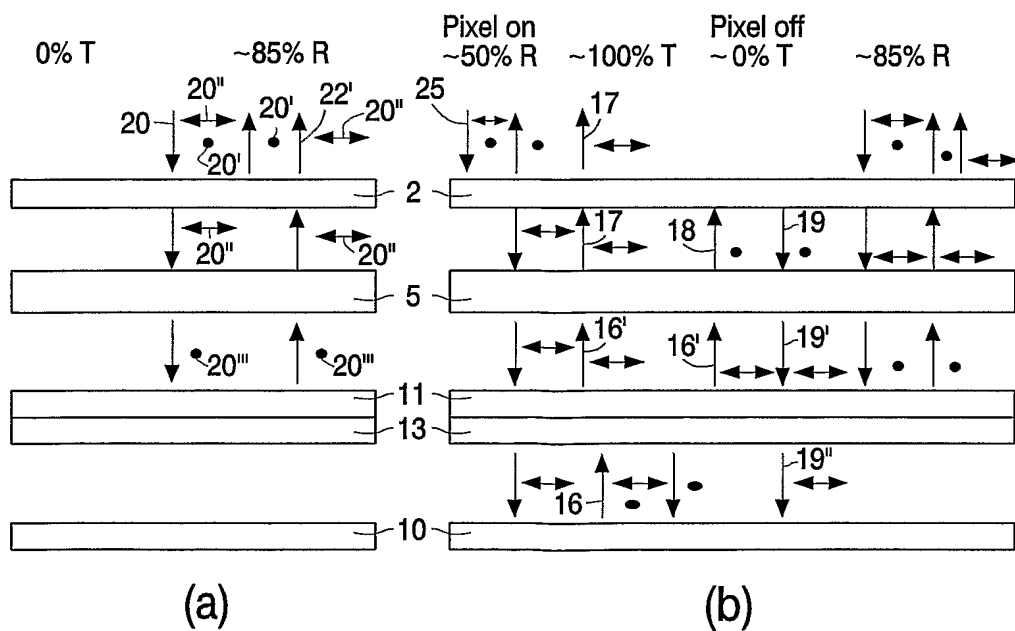 Pixel on Pixel off
0% T ~85% R ~50% R ~100% T ~0% T ~85% R
20" 20' 22' 20" 25 17
20
20'
2
20" 20" 17 18 19
5
20''' 20''' 16' 16' 19'
11
13
16 19"
10
(a) (b)